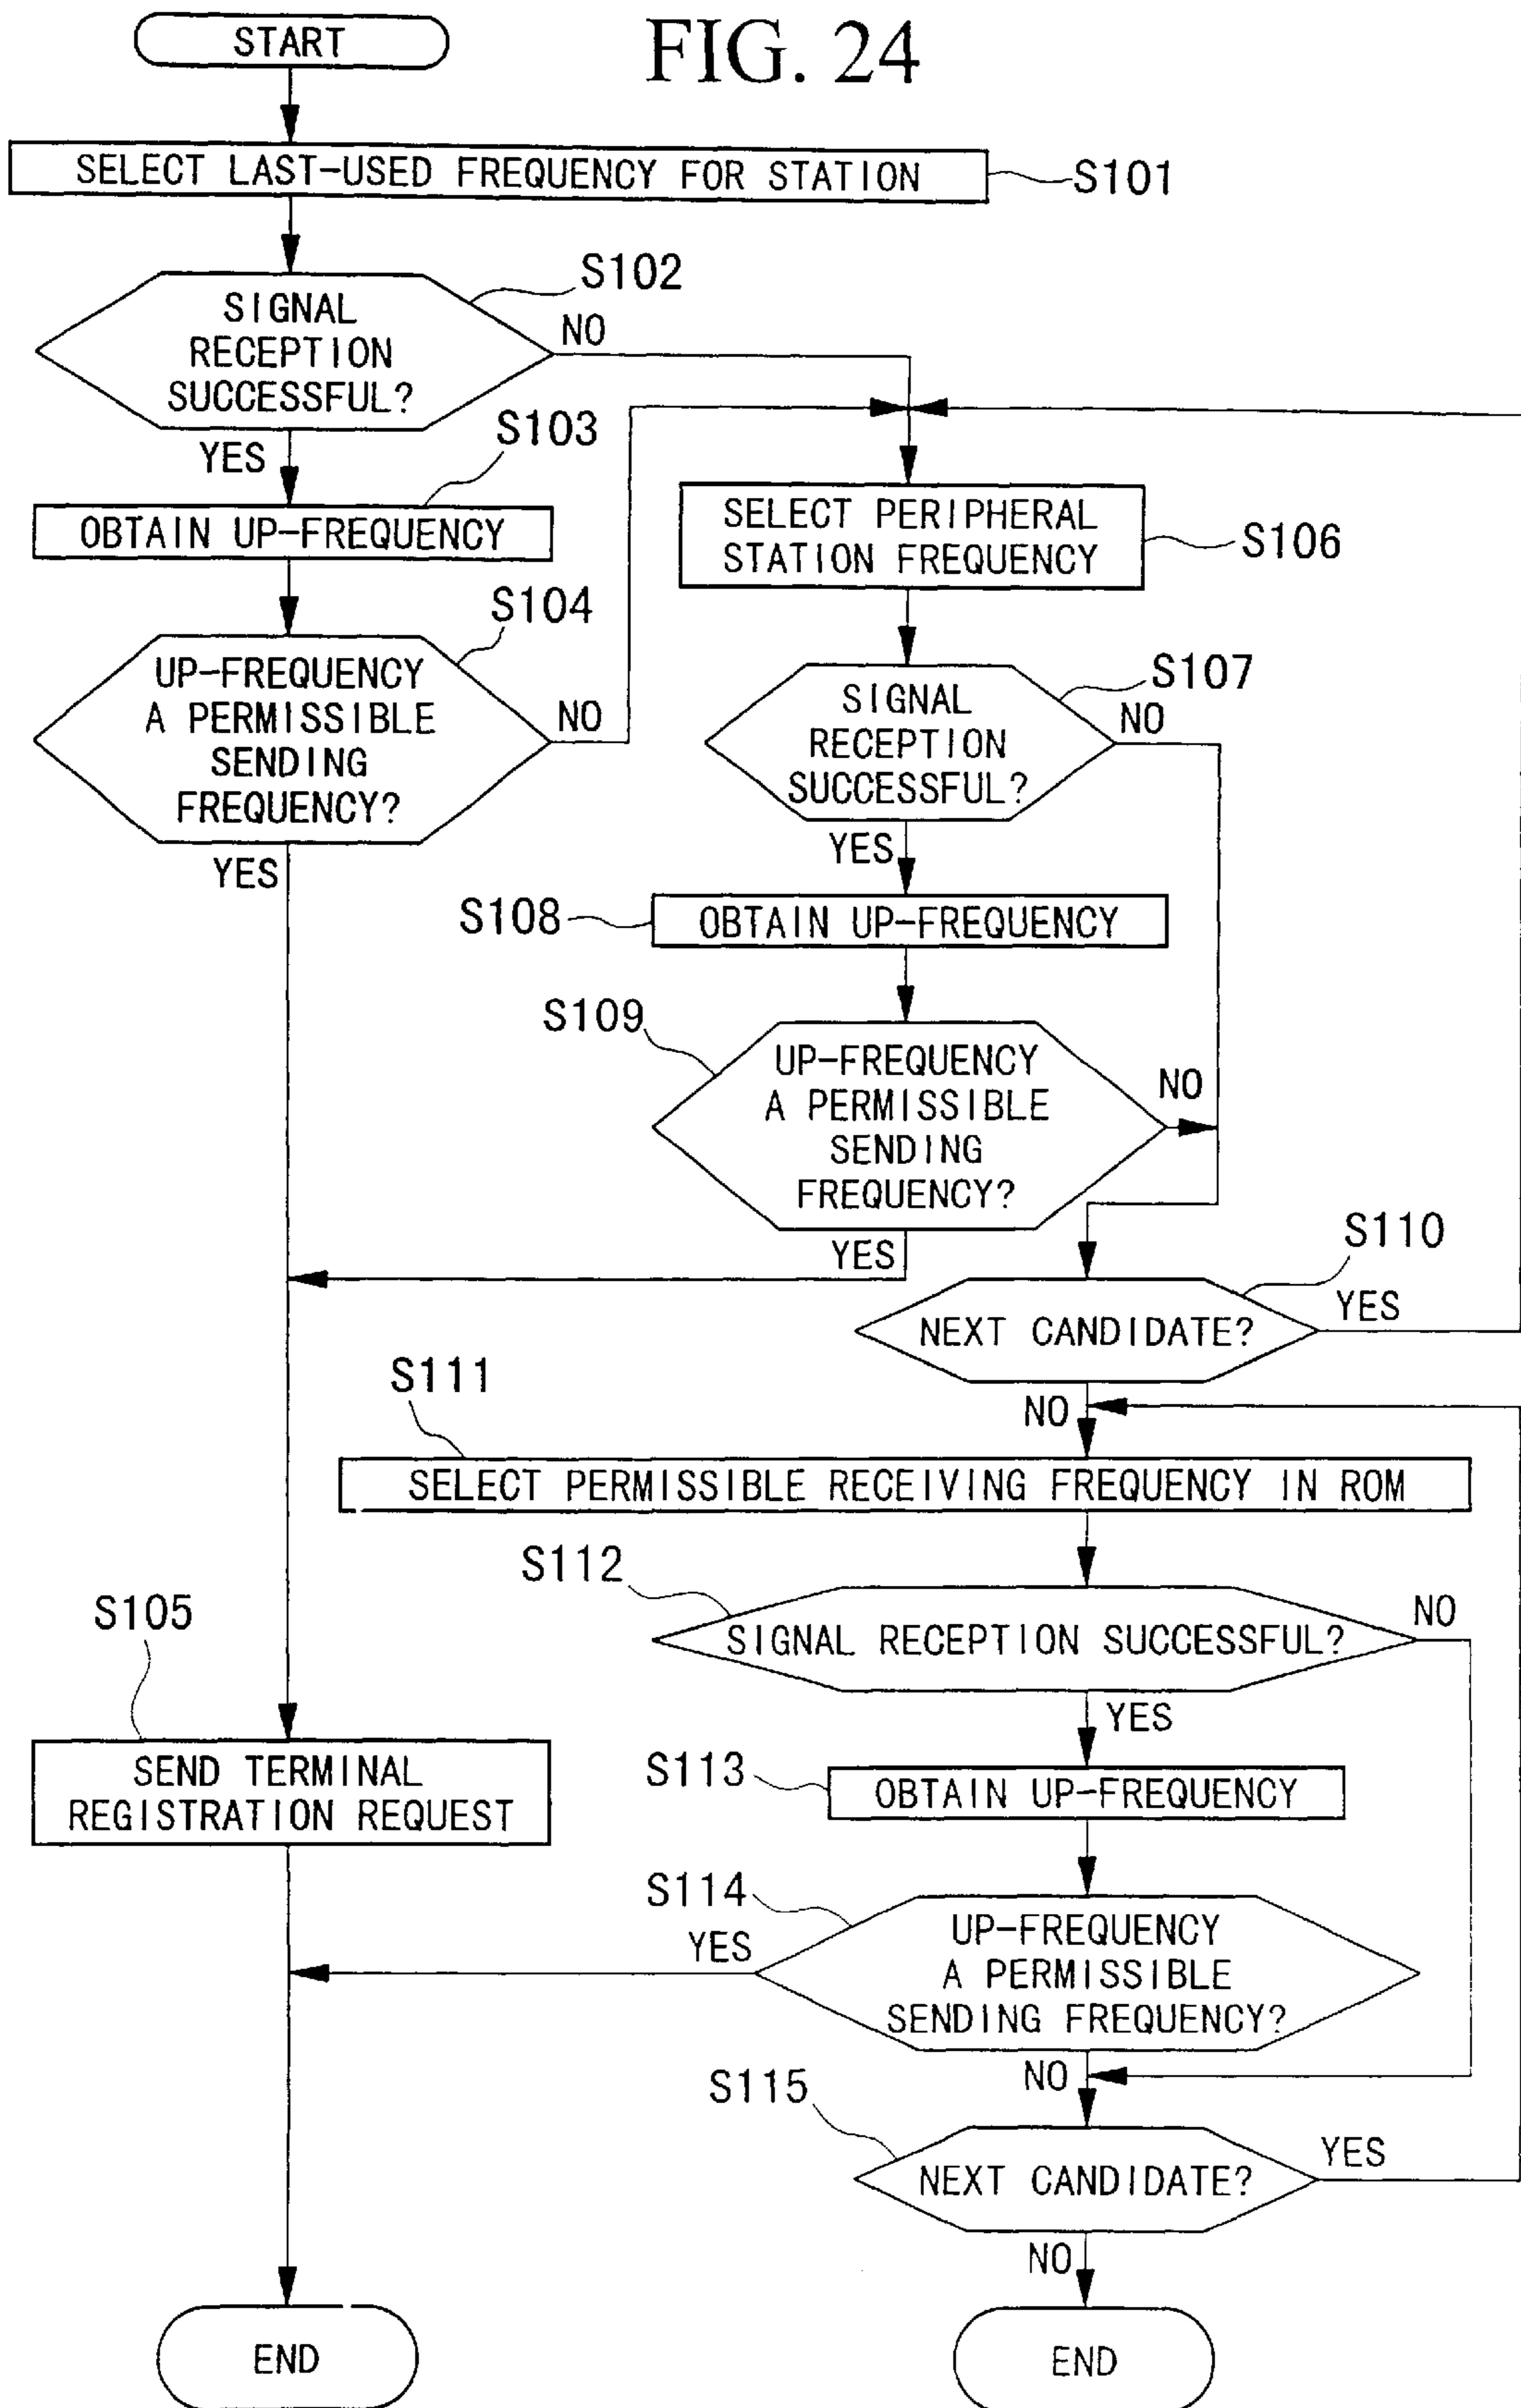 FIG. 24
START
SELECT LAST-USED FREQUENCY FOR STATION
S101
S102
SIGNAL
RECEPTION
SUCCESSFUL?
NO
YES
S103
OBTAIN UP-FREQUENCY
S104
UP-FREQUENCY
A PERMISSIBLE
SENDING
FREQUENCY?
NO
YES
SELECT PERIPHERAL
STATION FREQUENCY
S106
S107
SIGNAL
RECEPTION
SUCCESSFUL?
NO
YES
S108
OBTAIN UP-FREQUENCY
S109
UP-FREQUENCY
A PERMISSIBLE
SENDING
FREQUENCY?
NO
YES
S110
NEXT CANDIDATE?
YES
NO
S111
SELECT PERMISSIBLE RECEIVING FREQUENCY IN ROM
S112
SIGNAL RECEPTION SUCCESSFUL?
NO
YES
S105
SEND TERMINAL
REGISTRATION REQUEST
S113
OBTAIN UP-FREQUENCY
S114
UP-FREQUENCY
A PERMISSIBLE
SENDING FREQUENCY?
YES
NO
S115
NEXT CANDIDATE?
YES
NO
END
END